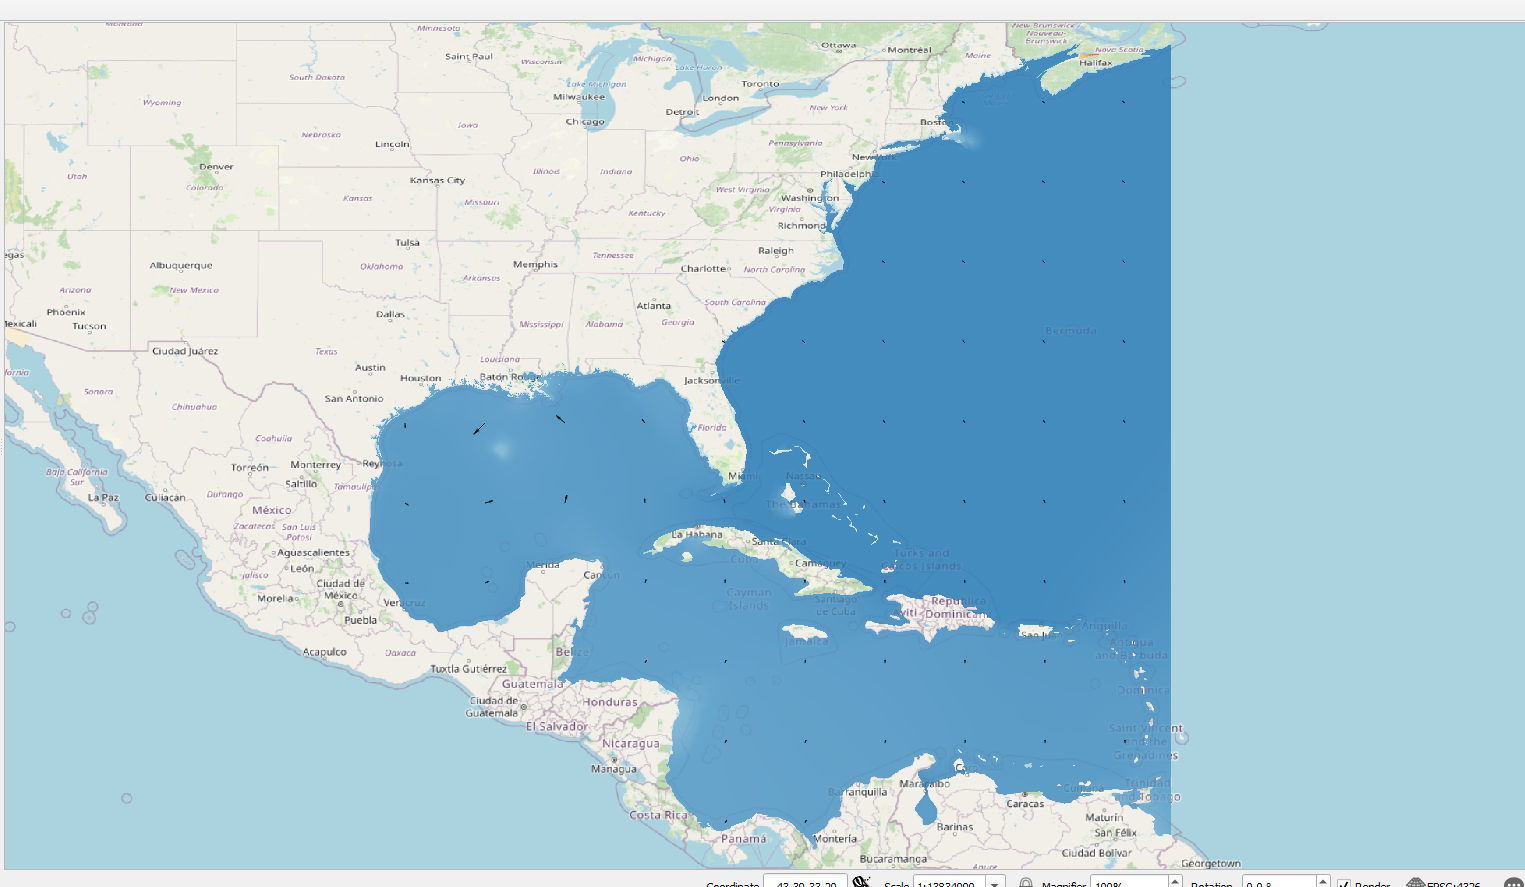 Minnesota
Ottawa
Montréal
New Brunswick
Nouveau-
Brunswick
Nova Scotia
Maine
Halifax
Saint Paul
Wisconsin
Michigan
Lake Huron
South Dakota
Lake Michigan
Toronto
Wyoming
Milwaukee
London
New York
Detroit
Chicago
Boston
Iowa
Nebraska
Lincoln
Pennsylvania
New York
Ohio
Denver
Utah
Colorado
Kansas City
Illinois
Indiana
Philadelphia
West Virginia
Washington
Kansas
Missouri
Kentucky
Virginia
Richmond
Tulsa
Raleigh
egas
Albuquerque
Oklahoma
Memphis
Tennessee
Charlotte
North Carolina
Arkansas
Arizona
New Mexico
Phoenix
Tucson
Mexicali
Dallas
Atlanta
South Carolina
Mississippi
Alabama
Georgia
Bermuda
Ciudad Juárez
Texas
Louisiana
Austin
Houston
Baton Rouge
Jacksonville
San Antonio
Sonora
Chihuahua
Florida
Coahuila
Torreón
Monterrey
Reynosa
Saltillo
Baja California
Sur
La Paz
Culiacán
Durango
Tamaulipas
Miami
Nassau
The Bahamas
México
Zacatecas
San Luis
Potosí
Aguascalientes
León
Jalisco
Ciudad de
México
Morelia
Puebla
Veracruz
Mérida
Cancún
La Habana
Santa Clara
Cuba
Camagüey
Turks and
Caicos Islands
Cayman
Islands
Santiago
de Cuba
República
Dominicana
San Juan
Jamaica
Anguilla
Antigua
and Barbuda
Acapulco
Oaxaca
Tuxtla Gutiérrez
Belize
Guatemala
Ciudad de
Guatemala
Honduras
El Salvador
Nicaragua
Managua
Dominica
Saint Vincent
and the
Grenadines
Trinidad
and Tobago
Costa Rica
Panamá
Montería
Barranquilla
Maracaibo
Caracas
Cumaná
Maturín
Barinas
San Félix
Ciudad Bolívar
Bucaramanga
Apure
Georgetown
Coordinate
Scale
1:13834000
Magnifier
100%
Rotation
0,0 °
Render
EPSG:4326